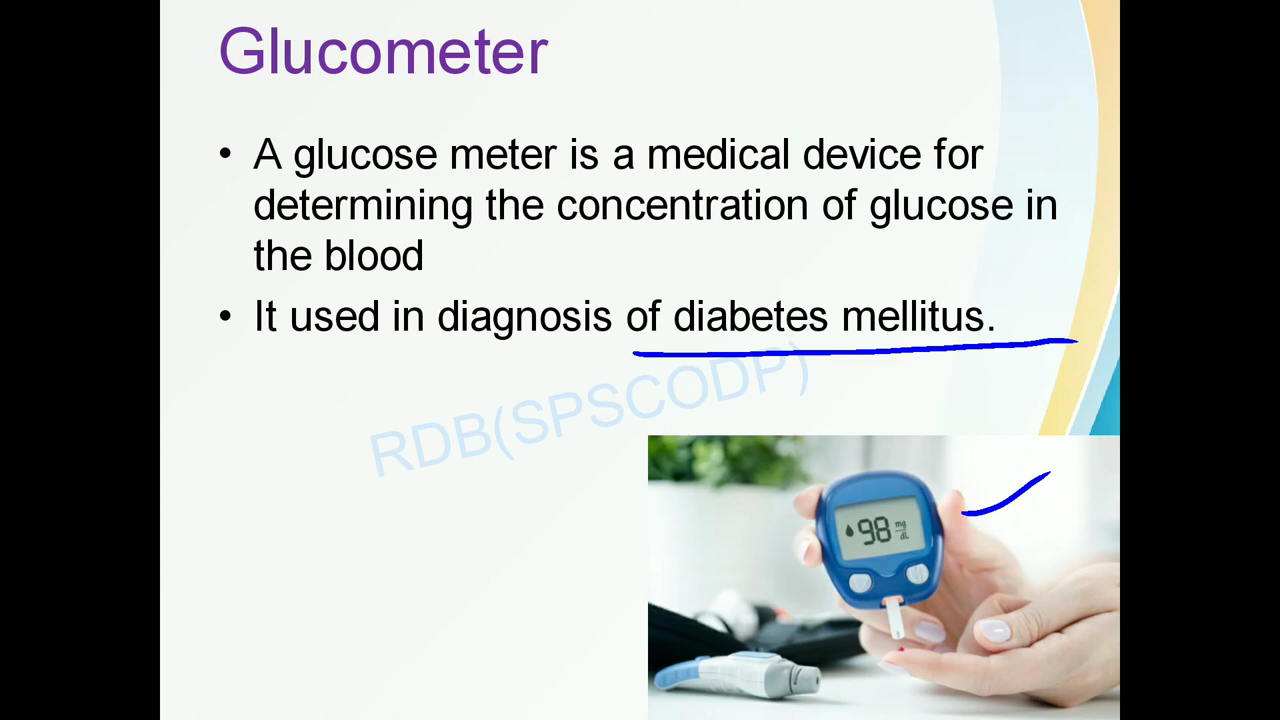 Glucometer
• A glucose meter is a medical device for
determining the concentration of glucose in
the blood
• It used in diagnosis of diabetes mellitus.
RDB(SPSCODP)
98 mg
dL